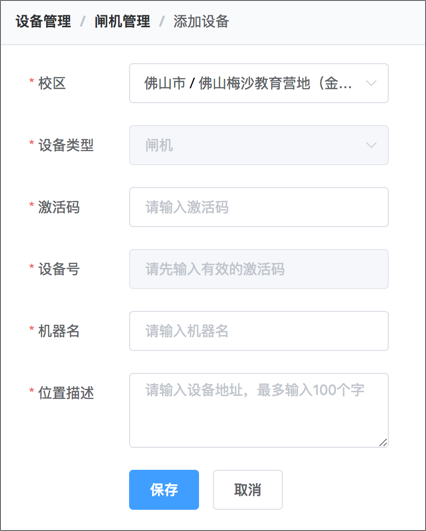 设备管理 / 闸机管理 / 添加设备
* 校区 佛山市 / 佛山梅沙教育营地（金...
* 设备类型 闸机
* 激活码 请输入激活码
* 设备号 请先输入有效的激活码
* 机器名 请输入机器名
* 位置描述 请输入设备地址，最多输入100个字
保存 取消